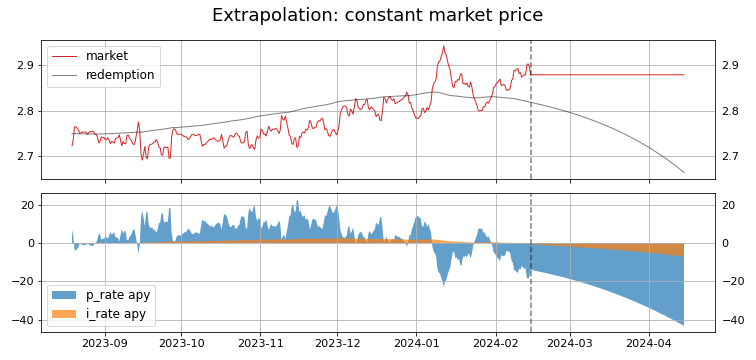 Extrapolation: constant market price
market
redemption
2.9
2.8
2.7
2.9
2.8
2.7
20
0
−20
−40
20
0
−20
−40
p_rate apy
i_rate apy
2023-09 2023-10 2023-11 2023-12 2024-01 2024-02 2024-03 2024-04